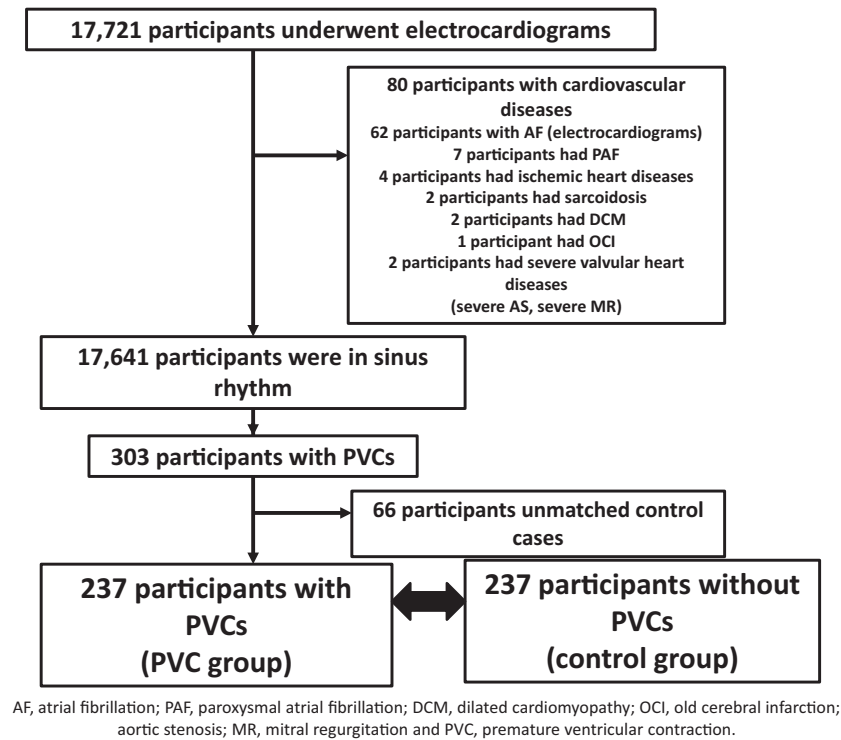 17,721 participants underwent electrocardiograms
80 participants with cardiovascular
diseases
62 participants with AF (electrocardiograms)
7 participants had PAF
4 participants had ischemic heart diseases
2 participants had sarcoidosis
2 participants had DCM
1 participant had OCI
2 participants had severe valvular heart
diseases
(severe AS, severe MR)
17,641 participants were in sinus
rhythm
303 participants with PVCs
66 participants unmatched control
cases
237 participants with
PVCs
(PVC group)
237 participants without
PVCs
(control group)
AF, atrial fibrillation; PAF, paroxysmal atrial fibrillation; DCM, dilated cardiomyopathy; OCI, old cerebral infarction;
aortic stenosis; MR, mitral regurgitation and PVC, premature ventricular contraction.